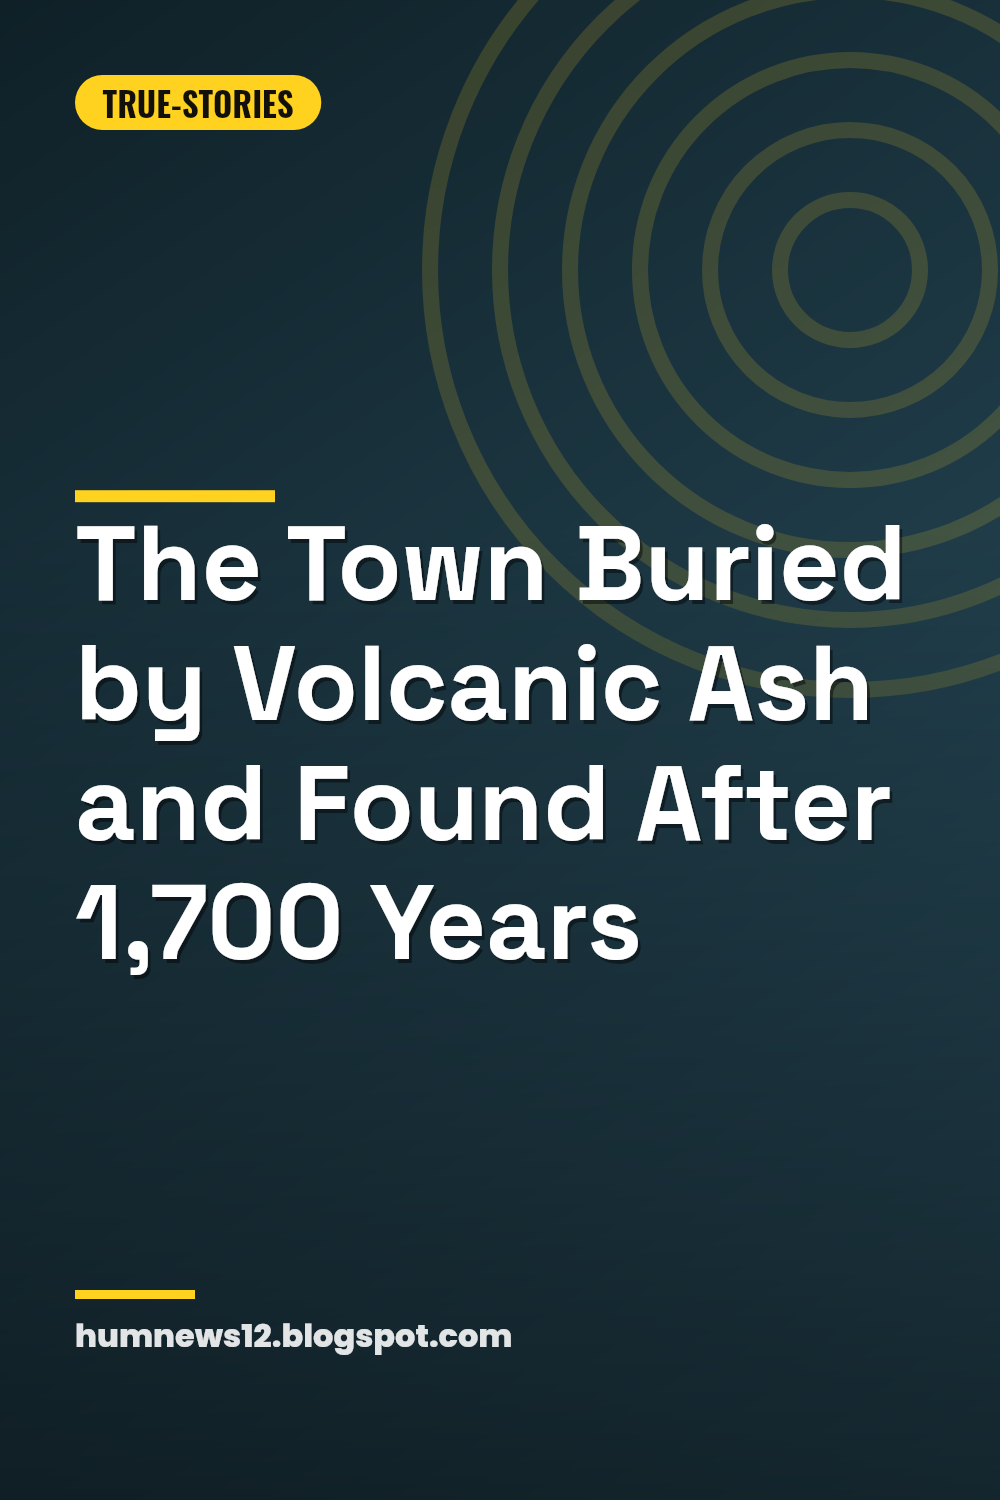 TRUE-STORIES
The Town Buried
by Volcanic Ash
and Found After
1,700 Years
humnews12.blogspot.com